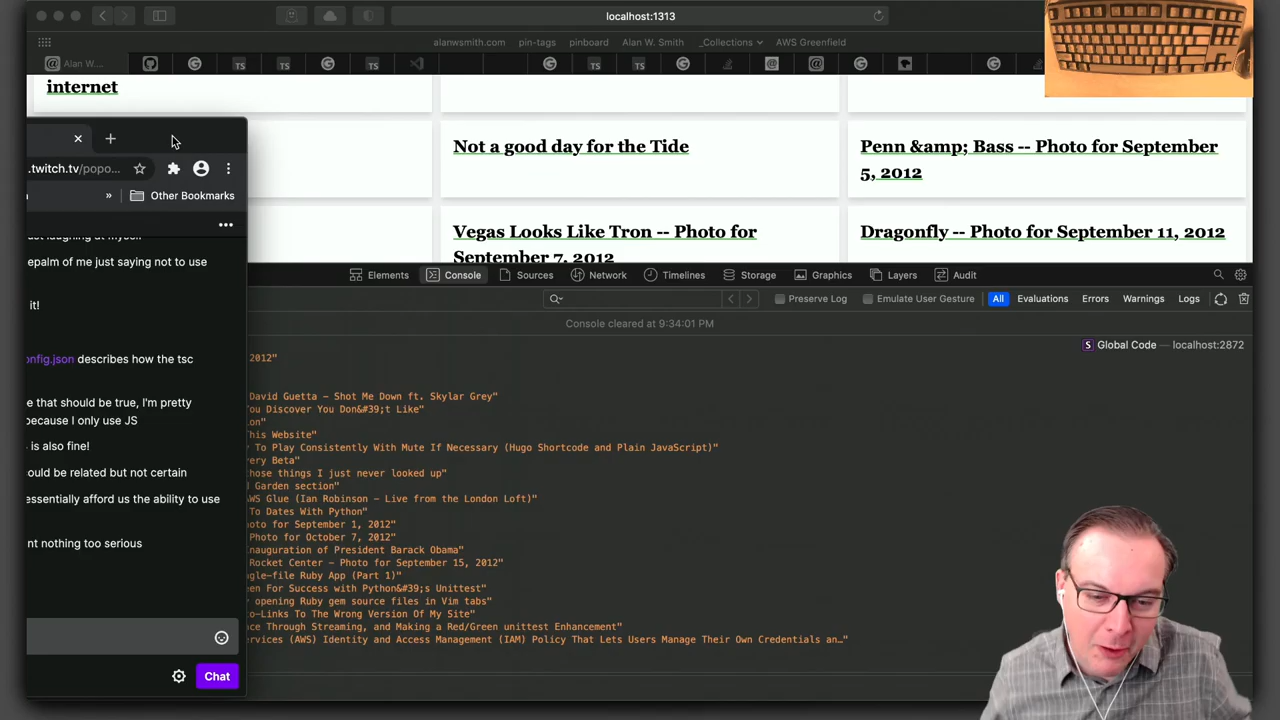 localhost:1313
alanwsmith.com pin-tags pinboard Alan W. Smith _Collections AWS Greenfield
Alan W....
internet
Not a good day for the Tide
Penn &amp; Bass -- Photo for September
5, 2012
Vegas Looks Like Tron -- Photo for
September 7, 2012
Dragonfly -- Photo for September 11, 2012
.twitch.tv/popo...
» Other Bookmarks
epalm of me just saying not to use
it!
onfig.json describes how the tsc
e that should be true, I'm pretty
because I only use JS
is also fine!
ould be related but not certain
essentially afford us the ability to use
nt nothing too serious
Chat
Elements Console Sources Network Timelines Storage Graphics Layers Audit
Preserve Log Emulate User Gesture All Evaluations Errors Warnings Logs
Console cleared at 9:34:01 PM
S Global Code — localhost:2872
2012"
David Guetta – Shot Me Down ft. Skylar Grey"
You Discover You Don&#39;t Like"
ion"
This Website"
To Play Consistently With Mute If Necessary (Hugo Shortcode and Plain JavaScript)"
ery Beta"
those things I just never looked up"
Garden section"
AWS Glue (Ian Robinson – Live from the London Loft)"
To Dates With Python"
hoto for September 1, 2012"
Photo for October 7, 2012"
Inauguration of President Barack Obama"
Rocket Center – Photo for September 15, 2012"
ngle-file Ruby App (Part 1)"
een For Success with Python&#39;s Unittest"
opening Ruby gem source files in Vim tabs"
o-Links To The Wrong Version Of My Site"
ce Through Streaming, and Making a Red/Green unittest Enhancement"
ervices (AWS) Identity and Access Management (IAM) Policy That Lets Users Manage Their Own Credentials an…"